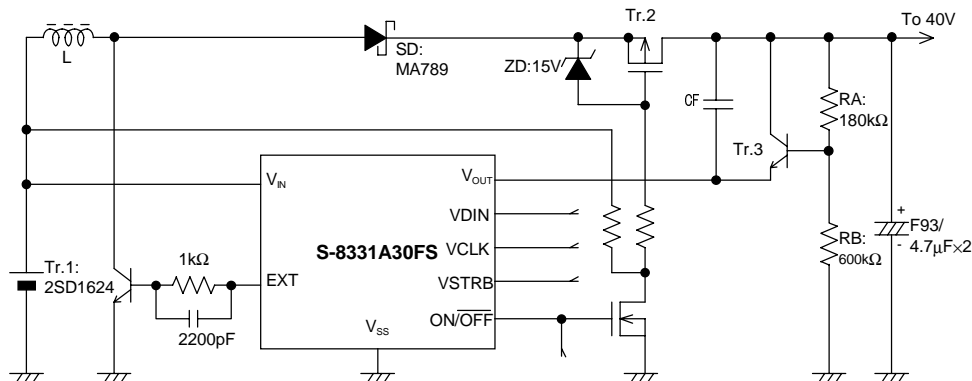 Tr.2
To 40V
L
SD:
MA789
ZD:15V
CF
RA:
180kΩ
Tr.3
VIN
VOUT
VDIN
S-8331A30FS
VCLK
VSTRB
ON/OFF
EXT
VSS
1kΩ
2200pF
Tr.1:
2SD1624
RB:
600kΩ
+
F93/
4.7μF×2
-